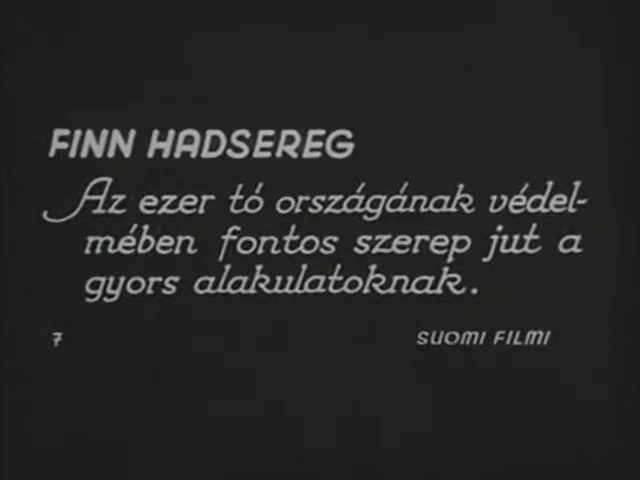 FINN HADSEREG
Az ezer tó országának védel-
mében fontos szerep jut a
gyors alakulatoknak.
7
SUOMI FILMI